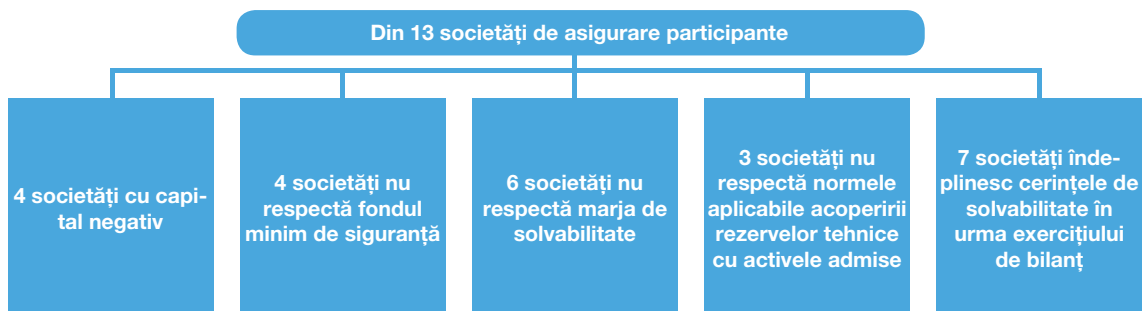 Din 13 societăți de asigurare participante
4 societăți cu capi-
tal negativ
4 societăți nu
respectă fondul
minim de siguranță
6 societăți nu
respectă marja de
solvabilitate
3 societăți nu
respectă normele
aplicabile acoperirii
rezervelor tehnice
cu activele admise
7 societăți înde-
plinesc cerințele de
solvabilitate în
urma exercițiului
de bilanț